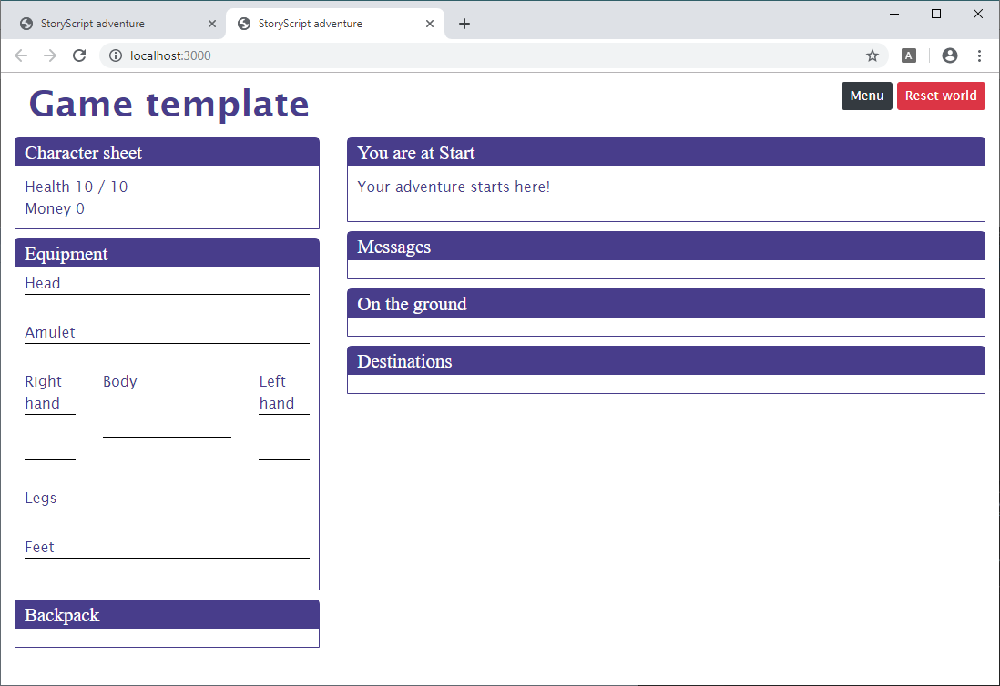 StoryScript adventure
StoryScript adventure
localhost:3000
A
Game template
Menu
Reset world
Character sheet
Health 10 / 10
Money 0
Equipment
Head
Amulet
Right hand
Body
Left hand
Legs
Feet
Backpack
You are at Start
Your adventure starts here!
Messages
On the ground
Destinations